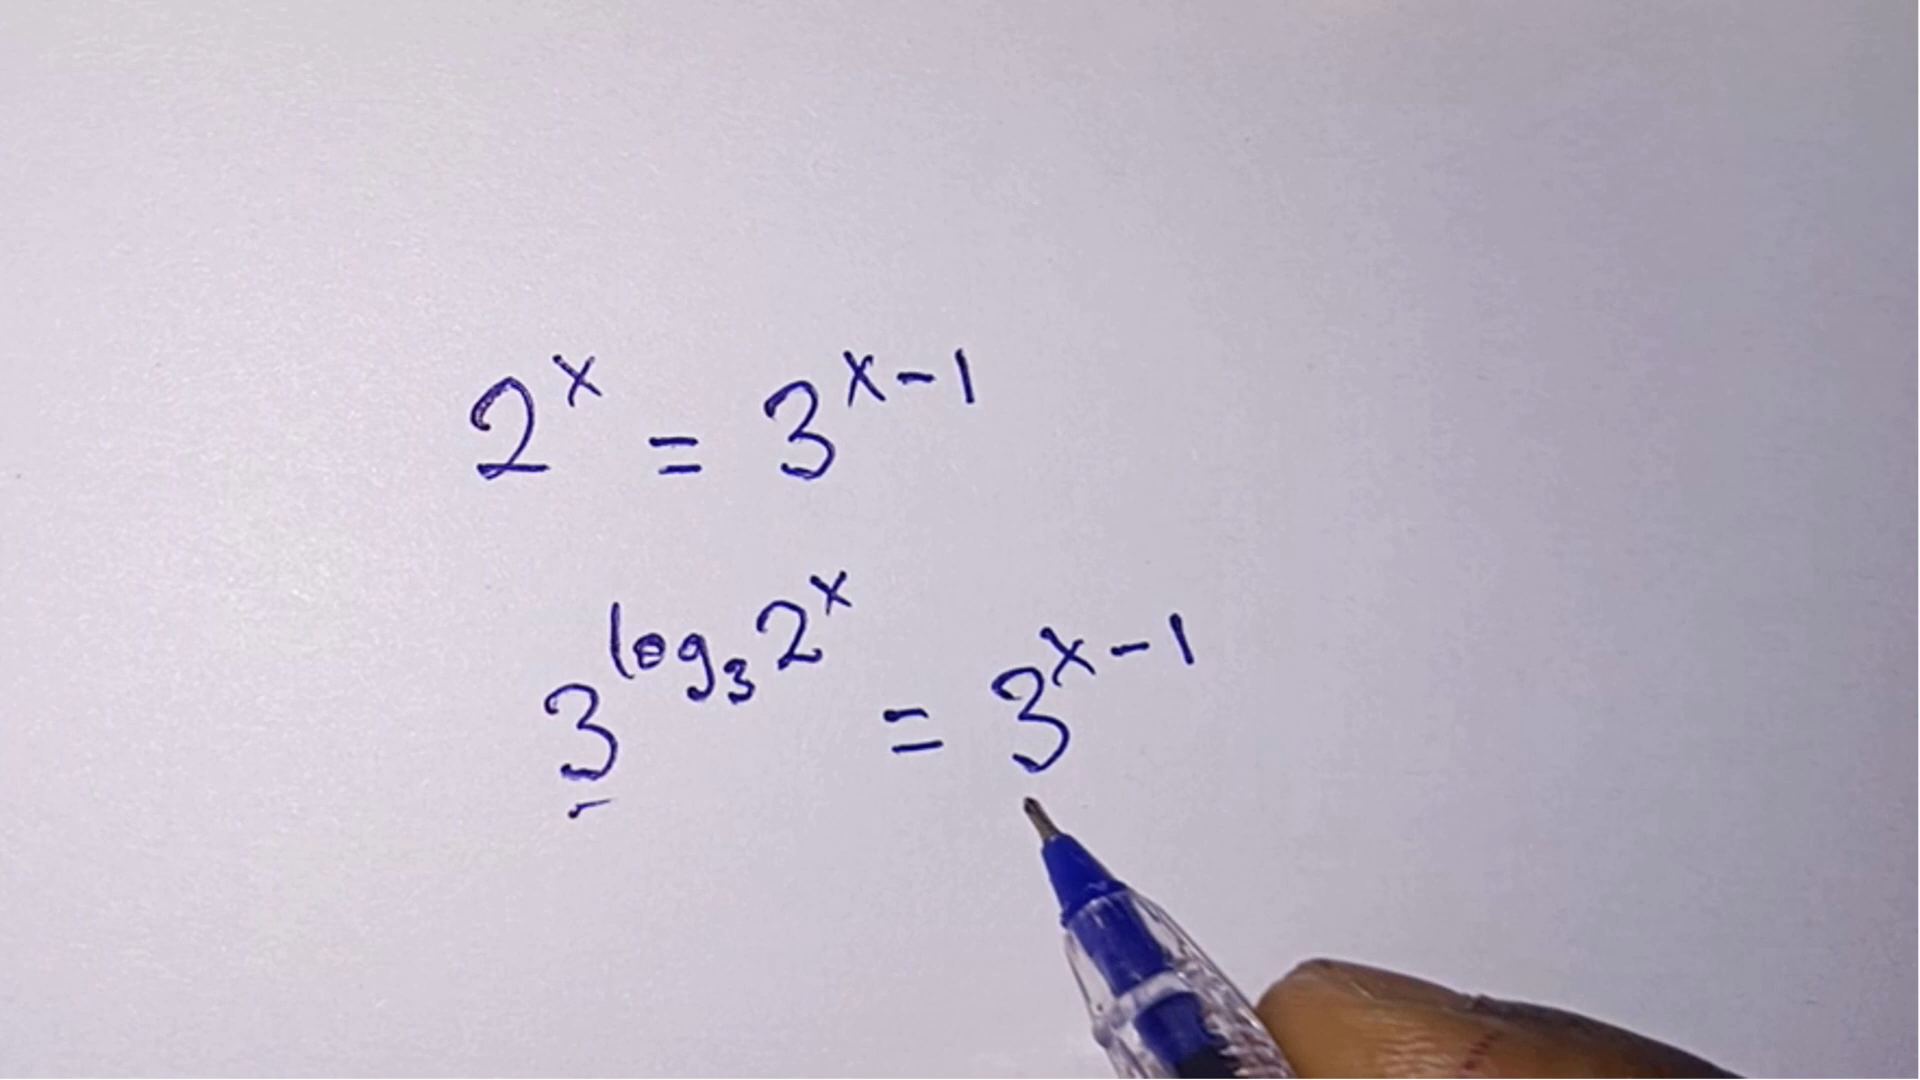 2^x = 3^{x-1}
3^{log_3 2^x} = 3^{x-1}